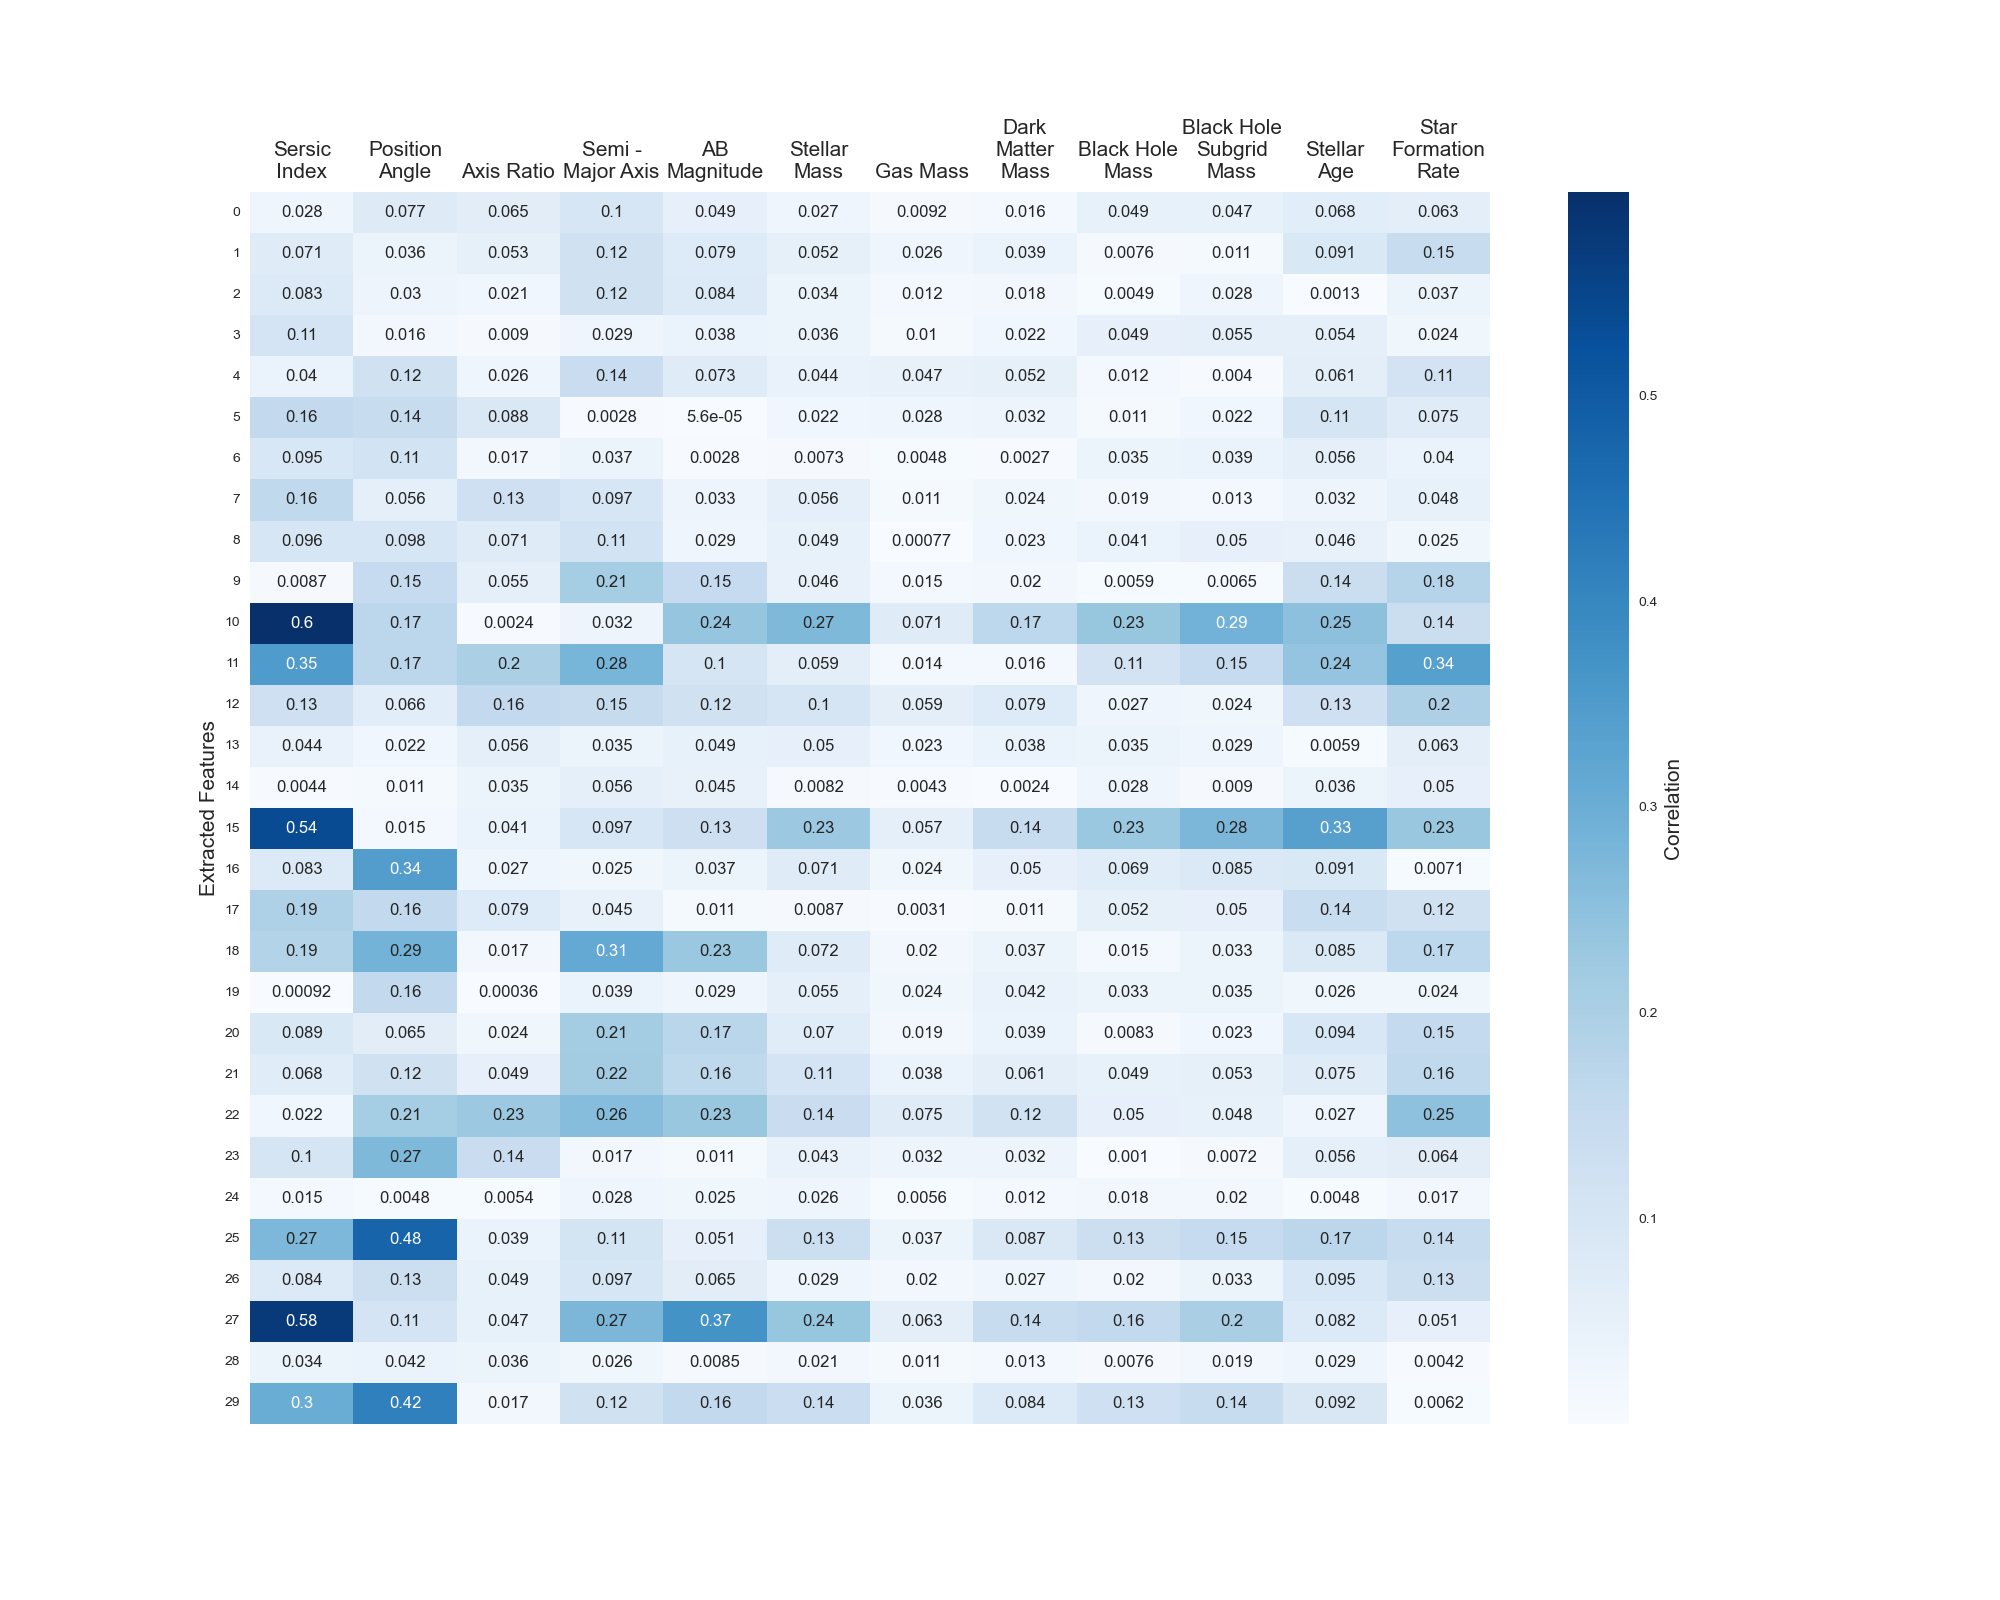 Sersic Index
Position Angle
Axis Ratio
Semi - Major Axis
AB Magnitude
Stellar Mass
Gas Mass
Dark Matter Mass
Black Hole Mass
Black Hole Subgrid Mass
Stellar Age
Star Formation Rate
0 0.028 0.077 0.065 0.1 0.049 0.027 0.0092 0.016 0.049 0.047 0.068 0.063
1 0.071 0.036 0.053 0.12 0.079 0.052 0.026 0.039 0.0076 0.011 0.091 0.15
2 0.083 0.03 0.021 0.12 0.084 0.034 0.012 0.018 0.0049 0.028 0.0013 0.037
3 0.11 0.016 0.009 0.029 0.038 0.036 0.01 0.022 0.049 0.055 0.054 0.024
4 0.04 0.12 0.026 0.14 0.073 0.044 0.047 0.052 0.012 0.004 0.061 0.11
5 0.16 0.14 0.088 0.0028 5.6e-05 0.022 0.028 0.032 0.011 0.022 0.11 0.075
6 0.095 0.11 0.017 0.037 0.0028 0.0073 0.0048 0.0027 0.035 0.039 0.056 0.04
7 0.16 0.056 0.13 0.097 0.033 0.056 0.011 0.024 0.019 0.013 0.032 0.048
8 0.096 0.098 0.071 0.11 0.029 0.049 0.00077 0.023 0.041 0.05 0.046 0.025
9 0.0087 0.15 0.055 0.21 0.15 0.046 0.015 0.02 0.0059 0.0065 0.14 0.18
10 0.6 0.17 0.0024 0.032 0.24 0.27 0.071 0.17 0.23 0.29 0.25 0.14
11 0.35 0.17 0.2 0.28 0.1 0.059 0.014 0.016 0.11 0.15 0.24 0.34
12 0.13 0.066 0.16 0.15 0.12 0.1 0.059 0.079 0.027 0.024 0.13 0.2
13 0.044 0.022 0.056 0.035 0.049 0.05 0.023 0.038 0.035 0.029 0.0059 0.063
14 0.0044 0.011 0.035 0.056 0.045 0.0082 0.0043 0.0024 0.028 0.009 0.036 0.05
15 0.54 0.015 0.041 0.097 0.13 0.23 0.057 0.14 0.23 0.28 0.33 0.23
16 0.083 0.34 0.027 0.025 0.037 0.071 0.024 0.05 0.069 0.085 0.091 0.0071
17 0.19 0.16 0.079 0.045 0.011 0.0087 0.0031 0.011 0.052 0.05 0.14 0.12
18 0.19 0.29 0.017 0.31 0.23 0.072 0.02 0.037 0.015 0.033 0.085 0.17
19 0.00092 0.16 0.00036 0.039 0.029 0.055 0.024 0.042 0.033 0.035 0.026 0.024
20 0.089 0.065 0.024 0.21 0.17 0.07 0.019 0.039 0.0083 0.023 0.094 0.15
21 0.068 0.12 0.049 0.22 0.16 0.11 0.038 0.061 0.049 0.053 0.075 0.16
22 0.022 0.21 0.23 0.26 0.23 0.14 0.075 0.12 0.05 0.048 0.027 0.25
23 0.1 0.27 0.14 0.017 0.011 0.043 0.032 0.032 0.001 0.0072 0.056 0.064
24 0.015 0.0048 0.0054 0.028 0.025 0.026 0.0056 0.012 0.018 0.02 0.0048 0.017
25 0.27 0.48 0.039 0.11 0.051 0.13 0.037 0.087 0.13 0.15 0.17 0.14
26 0.084 0.13 0.049 0.097 0.065 0.029 0.02 0.027 0.02 0.033 0.095 0.13
27 0.58 0.11 0.047 0.27 0.37 0.24 0.063 0.14 0.16 0.2 0.082 0.051
28 0.034 0.042 0.036 0.026 0.0085 0.021 0.011 0.013 0.0076 0.019 0.029 0.0042
29 0.3 0.42 0.017 0.12 0.16 0.14 0.036 0.084 0.13 0.14 0.092 0.0062
Extracted Features
0.5
0.4
0.3
0.2
0.1
Correlation